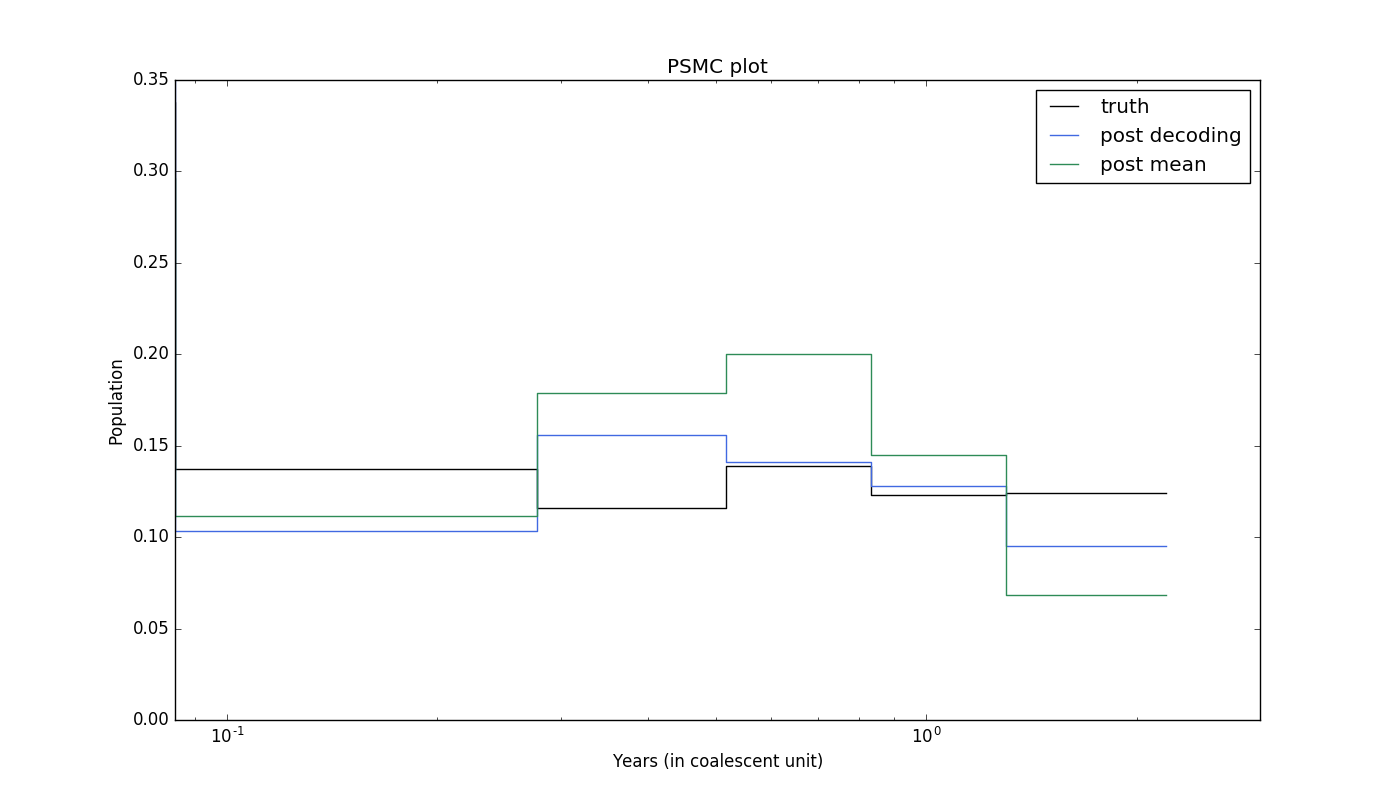 PSMC plot
0.35
0.30
0.25
0.20
0.15
0.10
0.05
0.00
Population
truth
post decoding
post mean
10^-1
10^0
Years (in coalescent unit)